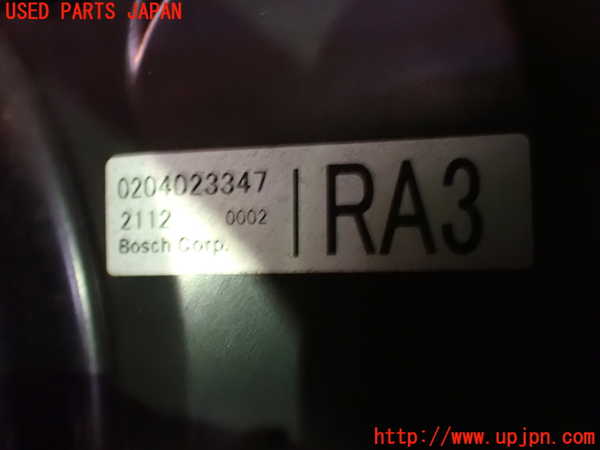 USED PARTS JAPAN
0204023347
2112 0002
Bosch Corp.
RA3
http://www.upjpn.com/